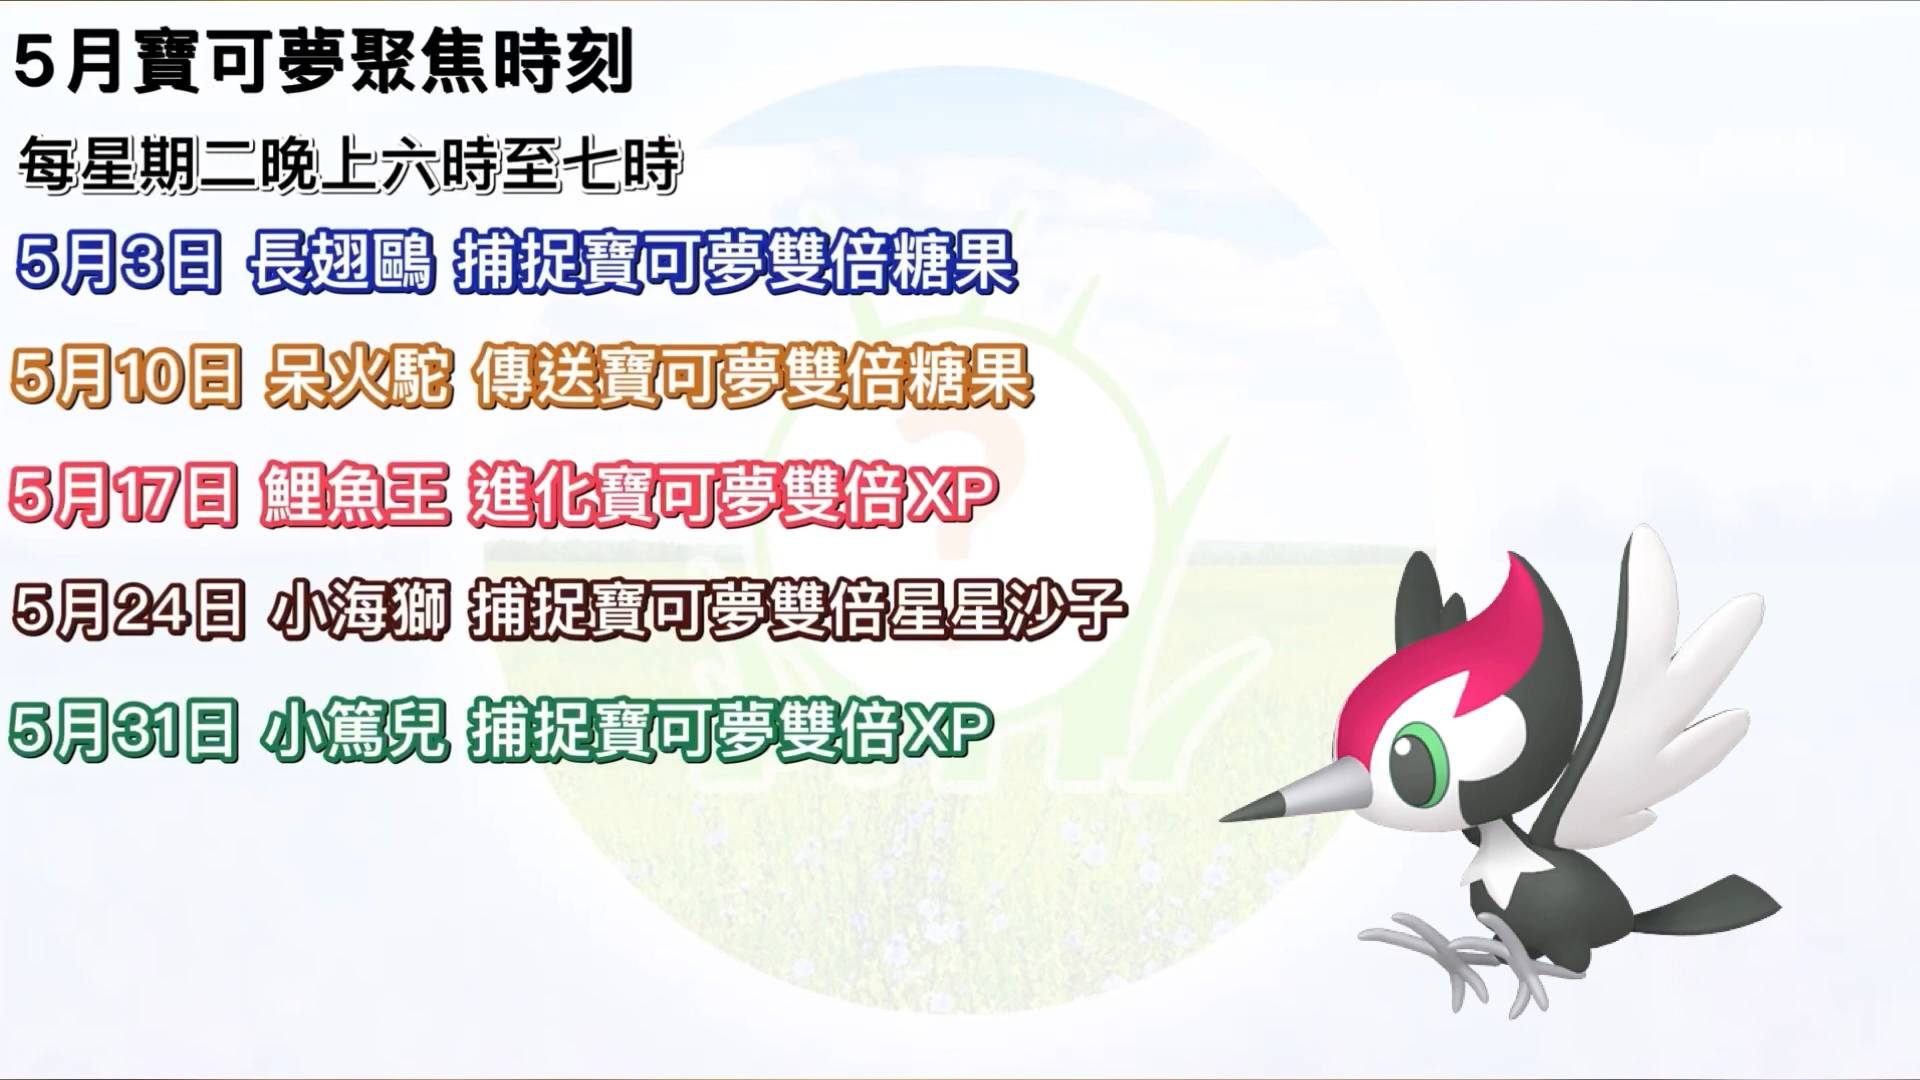 5月寶可夢聚焦時刻
每星期二晚上六時至七時
5月3日 長翅鷗 捕捉寶可夢雙倍糖果
5月10日 呆火駝 傳送寶可夢雙倍糖果
5月17日 鯉魚王 進化寶可夢雙倍XP
5月24日 小海獅 捕捉寶可夢雙倍星星沙子
5月31日 小篤兒 捕捉寶可夢雙倍XP
?